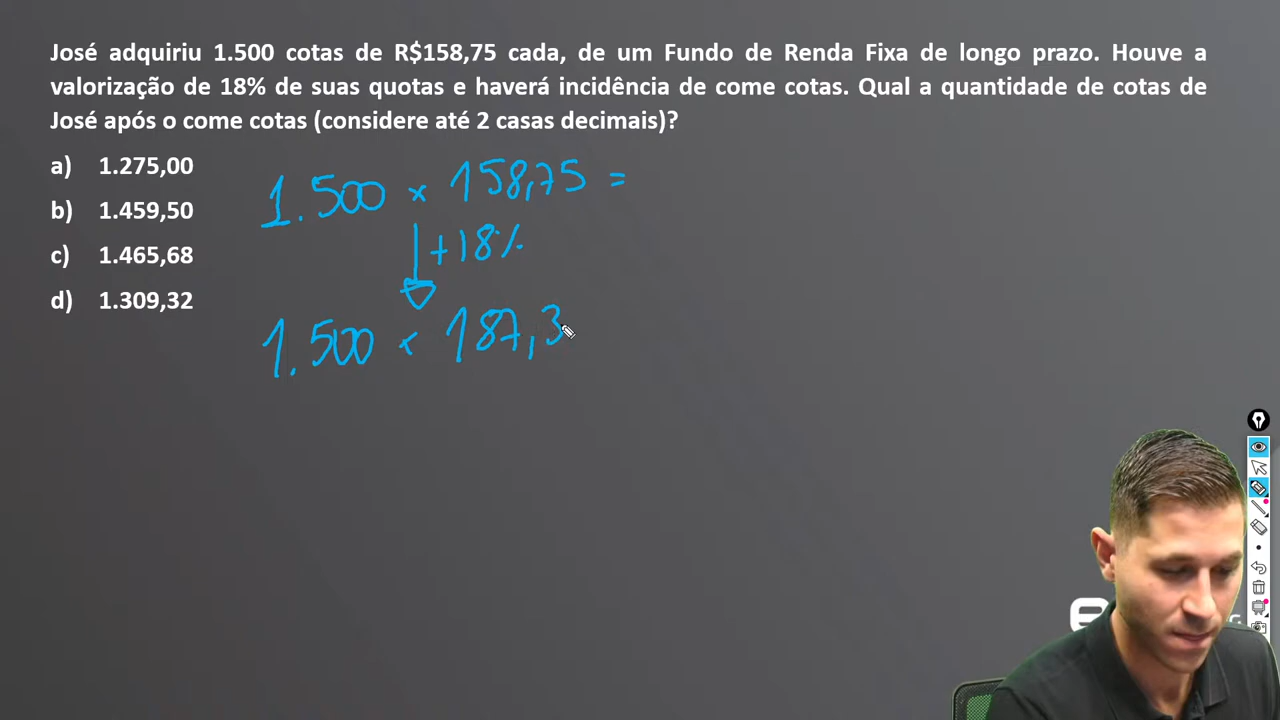 José adquiriu 1.500 cotas de R$158,75 cada, de um Fundo de Renda Fixa de longo prazo. Houve a
valorização de 18% de suas quotas e haverá incidência de come cotas. Qual a quantidade de cotas de
José após o come cotas (considere até 2 casas decimais)?
a) 1.275,00
b) 1.459,50
c) 1.465,68
d) 1.309,32
1.500 × 158,75 =
+18%
1.500 × 187,3